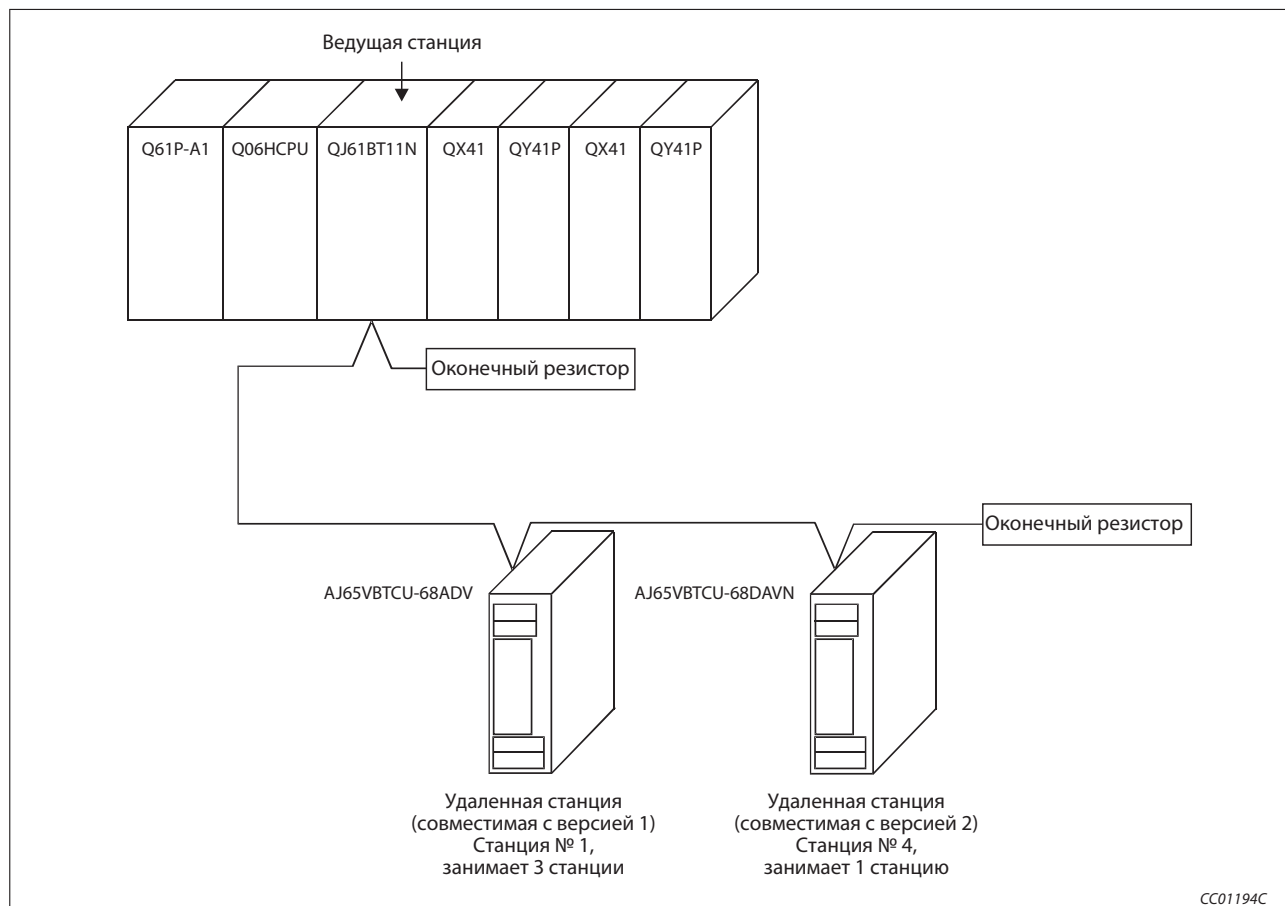 Ведущая станция
Q61P-A1
Q06HCPU
QJ61BT11N
QX41
QY41P
QX41
QY41P
Оконечный резистор
Оконечный резистор
AJ65VBTCU-68ADV
AJ65VBTCU-68DAVN
Удаленная станция
(совместимая с версией 1)
Станция № 1,
занимает 3 станции
Удаленная станция
(совместимая с версией 2)
Станция № 4,
занимает 1 станцию
CC01194C